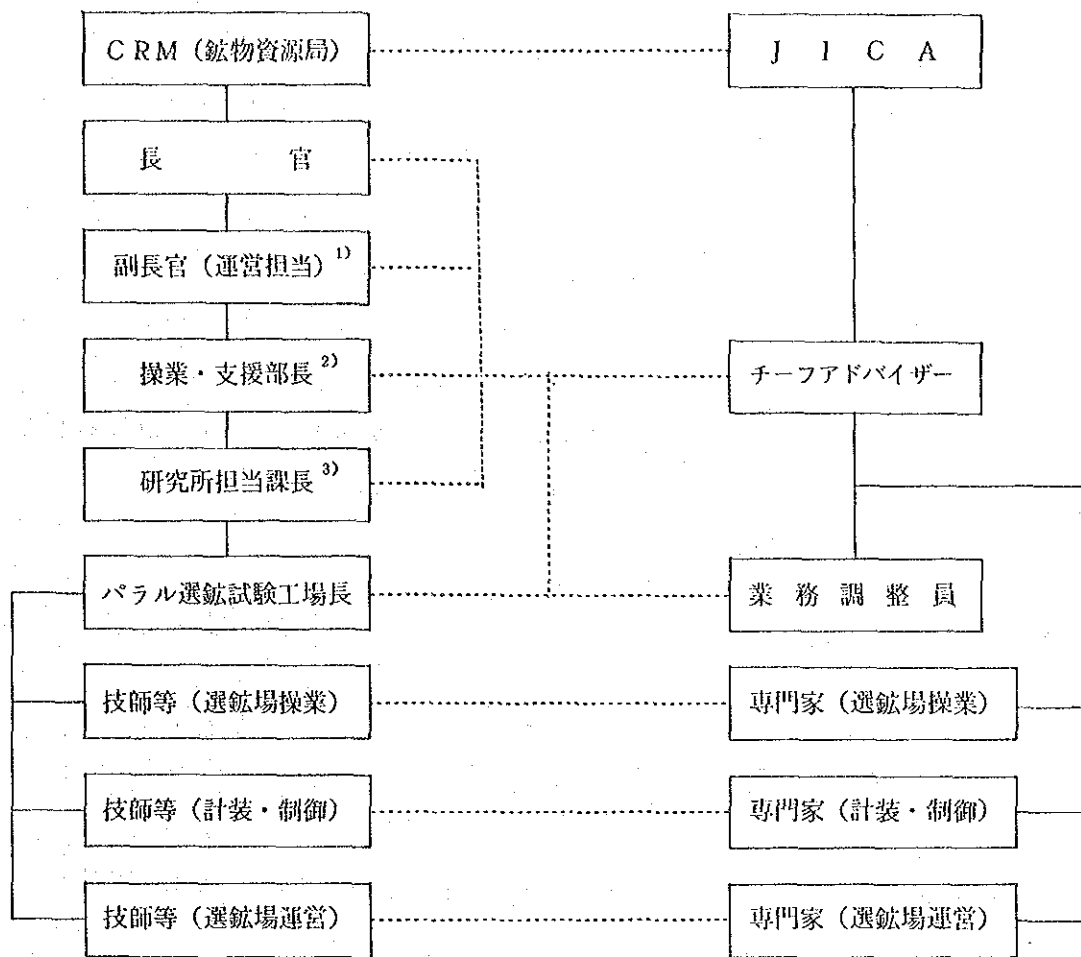 CRM（鉱物資源局）
J I C A
長 官
副長官（運営担当）1)
操業・支援部長 2)
チーフアドバイザー
研究所担当課長 3)
パラル選鉱試験工場長
業務調整員
技師等（選鉱場操業）
専門家（選鉱場操業）
技師等（計装・制御）
専門家（計装・制御）
技師等（選鉱場運営）
専門家（選鉱場運営）